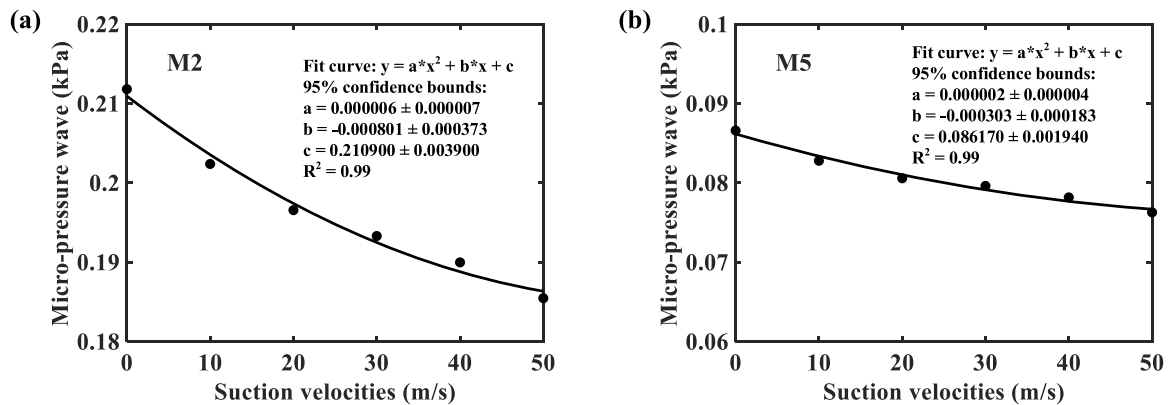 (a)
M2
Fit curve: y = a*x² + b*x + c
95% confidence bounds:
a = 0.000006 ± 0.000007
b = -0.000801 ± 0.000373
c = 0.210900 ± 0.003900
R² = 0.99
Micro-pressure wave (kPa)
0.22
0.21
0.2
0.19
0.18
0 10 20 30 40 50
Suction velocities (m/s)
(b)
M5
Fit curve: y = a*x² + b*x + c
95% confidence bounds:
a = 0.000002 ± 0.000004
b = -0.000303 ± 0.000183
c = 0.086170 ± 0.001940
R² = 0.99
Micro-pressure wave (kPa)
0.1
0.09
0.08
0.07
0.06
0 10 20 30 40 50
Suction velocities (m/s)